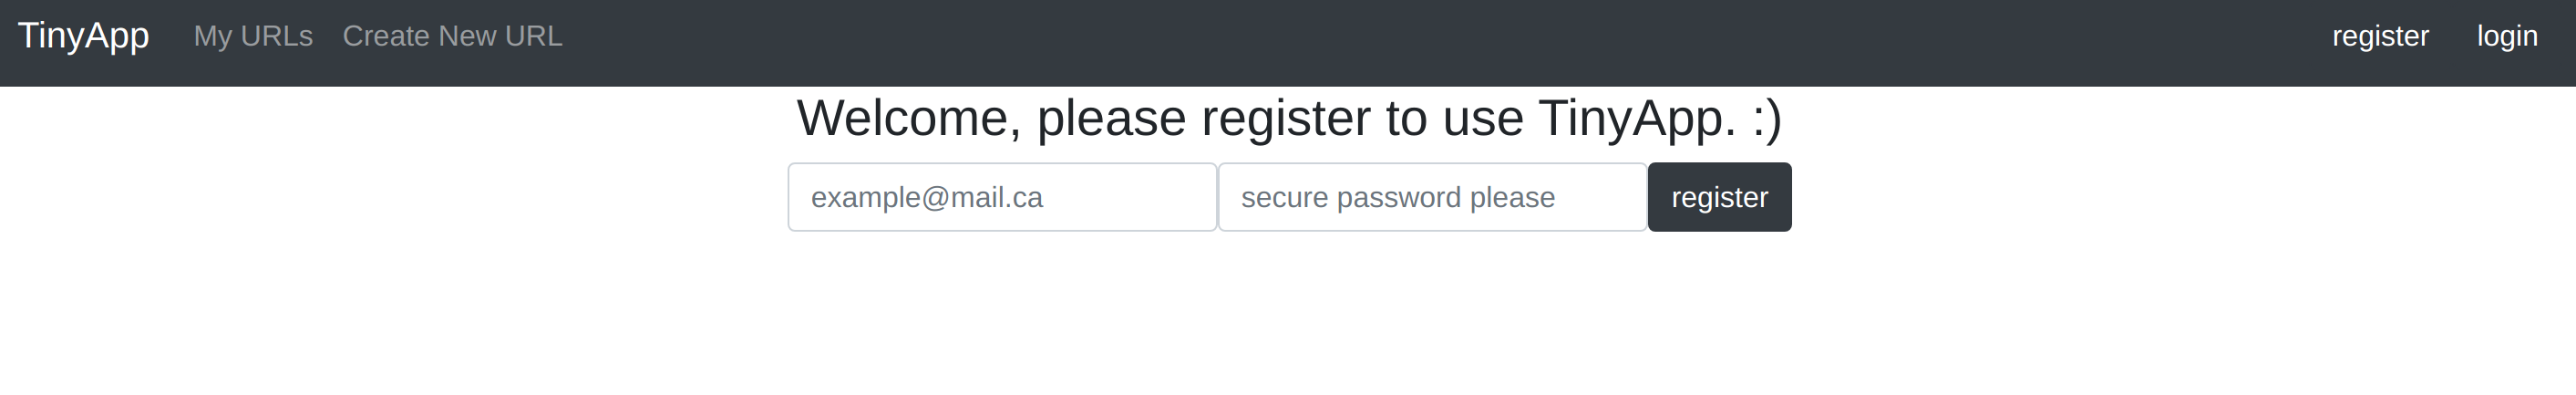 TinyApp My URLs Create New URL register login
Welcome, please register to use TinyApp. :)
example@mail.ca secure password please register